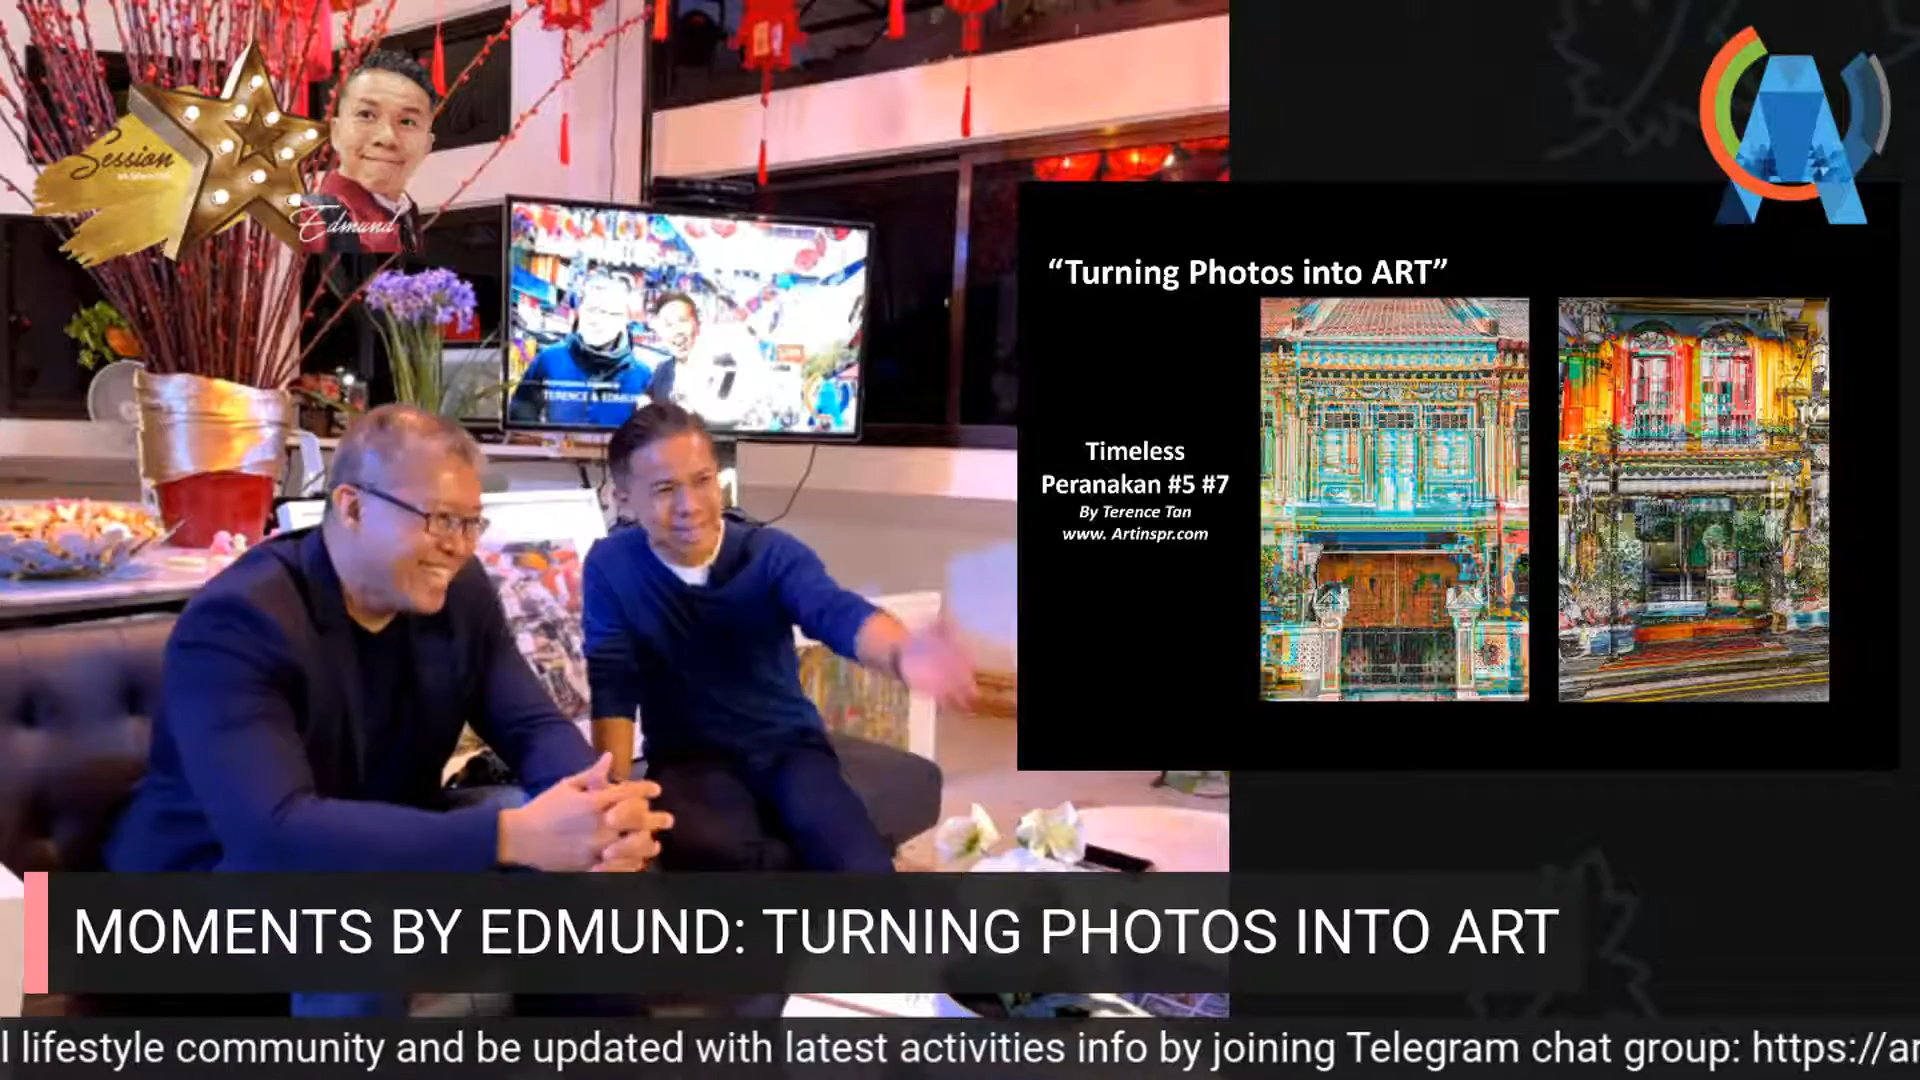 Session
Edmund
TERENCE & EDMUND
“Turning Photos into ART”
Timeless
Peranakan #5 #7
By Terence Tan
www. Artinspr.com
MOMENTS BY EDMUND: TURNING PHOTOS INTO ART
l lifestyle community and be updated with latest activities info by joining Telegram chat group: https://ar